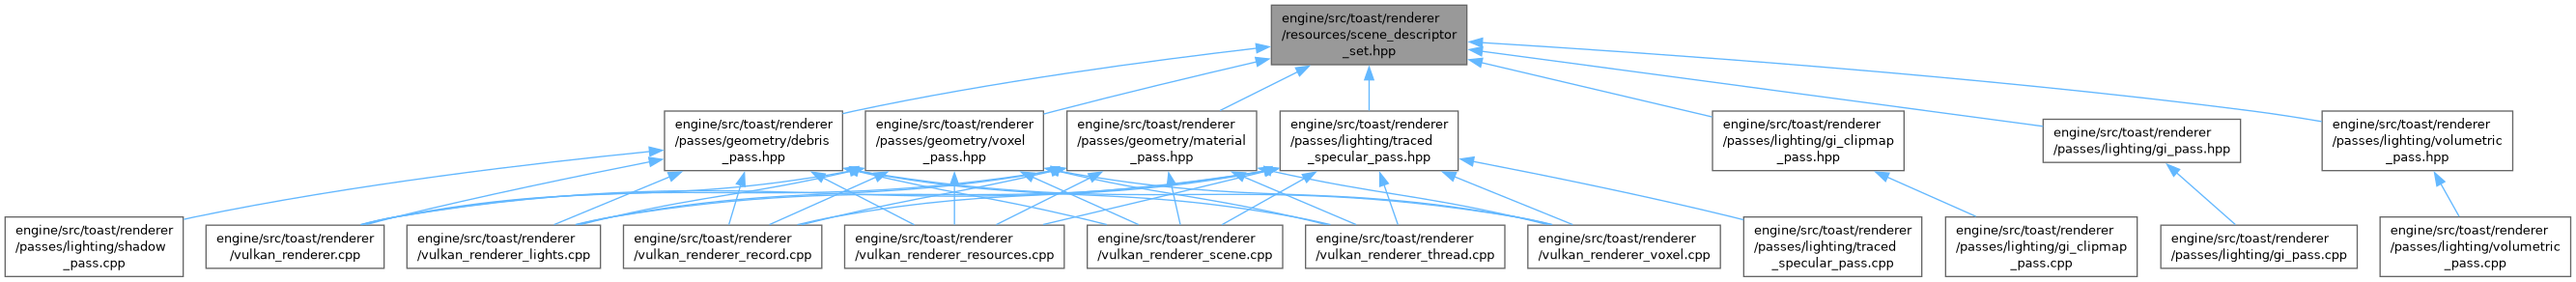 engine/src/toast/renderer
/resources/scene_descriptor
_set.hpp
engine/src/toast/renderer
/passes/geometry/debris
_pass.hpp
engine/src/toast/renderer
/passes/geometry/voxel
_pass.hpp
engine/src/toast/renderer
/passes/geometry/material
_pass.hpp
engine/src/toast/renderer
/passes/lighting/traced
_specular_pass.hpp
engine/src/toast/renderer
/passes/lighting/gi_clipmap
_pass.hpp
engine/src/toast/renderer
/passes/lighting/gi_pass.hpp
engine/src/toast/renderer
/passes/lighting/volumetric
_pass.hpp
engine/src/toast/renderer
/passes/lighting/shadow
_pass.cpp
engine/src/toast/renderer
/vulkan_renderer.cpp
engine/src/toast/renderer
/vulkan_renderer_lights.cpp
engine/src/toast/renderer
/vulkan_renderer_record.cpp
engine/src/toast/renderer
/vulkan_renderer_resources.cpp
engine/src/toast/renderer
/vulkan_renderer_scene.cpp
engine/src/toast/renderer
/vulkan_renderer_thread.cpp
engine/src/toast/renderer
/vulkan_renderer_voxel.cpp
engine/src/toast/renderer
/passes/lighting/traced
_specular_pass.cpp
engine/src/toast/renderer
/passes/lighting/gi_clipmap
_pass.cpp
engine/src/toast/renderer
/passes/lighting/gi_pass.cpp
engine/src/toast/renderer
/passes/lighting/volumetric
_pass.cpp